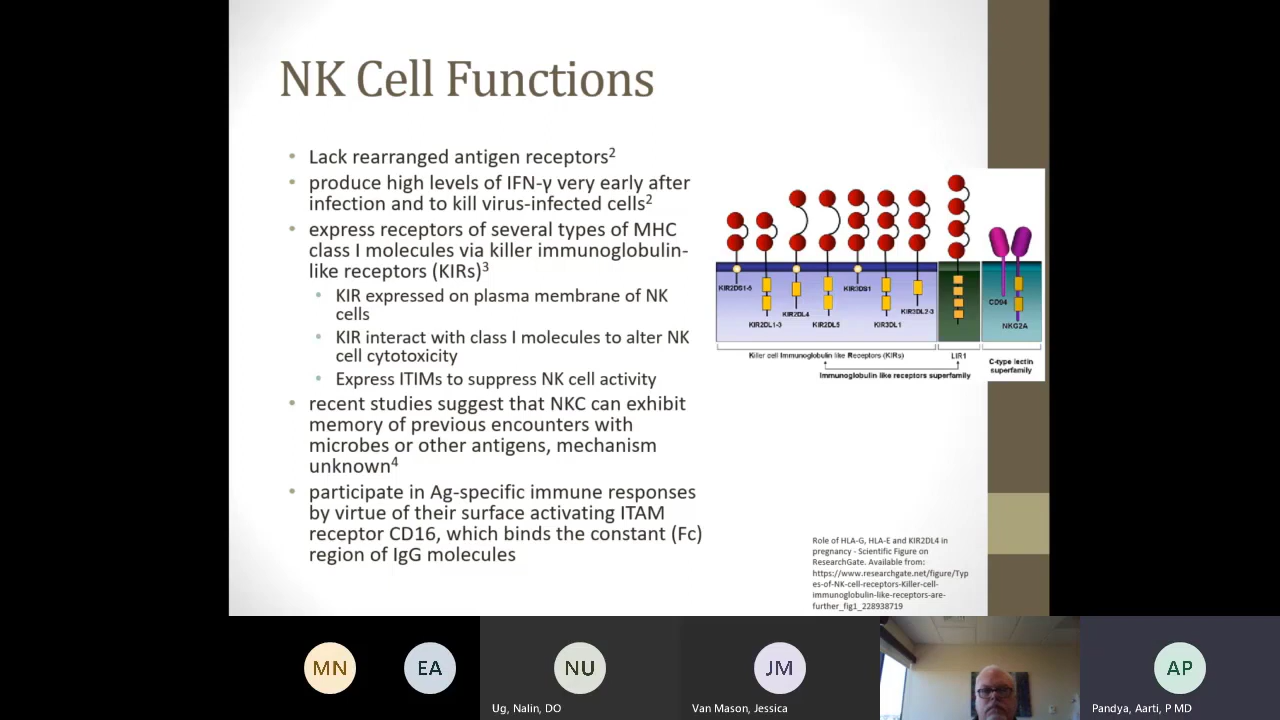 NK Cell Functions
• Lack rearranged antigen receptors2
• produce high levels of IFN-γ very early after
infection and to kill virus-infected cells2
• express receptors of several types of MHC
class I molecules via killer immunoglobulin-
like receptors (KIRs)3
• KIR expressed on plasma membrane of NK
cells
• KIR interact with class I molecules to alter NK
cell cytotoxicity
• Express ITIMs to suppress NK cell activity
• recent studies suggest that NKC can exhibit
memory of previous encounters with
microbes or other antigens, mechanism
unknown4
• participate in Ag-specific immune responses
by virtue of their surface activating ITAM
receptor CD16, which binds the constant (Fc)
region of IgG molecules
KIR2DS1-5
KIR2DL1-3
KIR2DL4
KIR2DL5
KIR3DS1
KIR3DL1
KIR3DL2-3
CD94
NKG2A
Killer cell Immunoglobulin like Receptors (KIRs)
LIR1
C-type lectin
superfamily
Immunoglobulin like receptors superfamily
Role of HLA-G, HLA-E and KIR2DL4 in
pregnancy - Scientific Figure on
ResearchGate. Available from:
https://www.researchgate.net/figure/Typ
es-of-NK-cell-receptors-Killer-cell-
immunoglobulin-like-receptors-are-
further_fig1_228938719
MN
EA
NU
JM
AP
Ug, Nalin, DO
Van Mason, Jessica
Pandya, Aarti, P MD